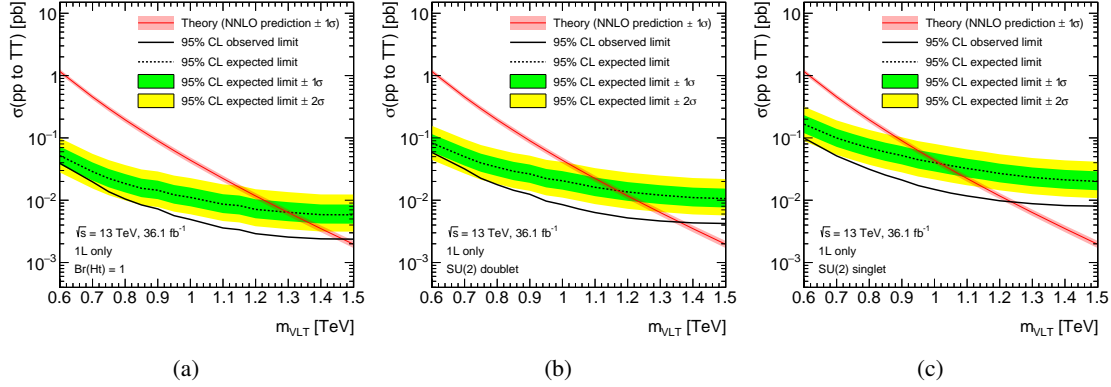 σ(pp to TT̄) [pb]
10
1
10⁻¹
10⁻²
10⁻³
Theory (NNLO prediction ± 1σ)
95% CL observed limit
95% CL expected limit
95% CL expected limit ± 1σ
95% CL expected limit ± 2σ
√s = 13 TeV, 36.1 fb⁻¹
1L only
Br(Ht) = 1
0.6 0.7 0.8 0.9 1 1.1 1.2 1.3 1.4 1.5
m_VLT [TeV]
(a)
σ(pp to TT̄) [pb]
10
1
10⁻¹
10⁻²
10⁻³
Theory (NNLO prediction ± 1σ)
95% CL observed limit
95% CL expected limit
95% CL expected limit ± 1σ
95% CL expected limit ± 2σ
√s = 13 TeV, 36.1 fb⁻¹
1L only
SU(2) doublet
0.6 0.7 0.8 0.9 1 1.1 1.2 1.3 1.4 1.5
m_VLT [TeV]
(b)
σ(pp to TT̄) [pb]
10
1
10⁻¹
10⁻²
10⁻³
Theory (NNLO prediction ± 1σ)
95% CL observed limit
95% CL expected limit
95% CL expected limit ± 1σ
95% CL expected limit ± 2σ
√s = 13 TeV, 36.1 fb⁻¹
1L only
SU(2) singlet
0.6 0.7 0.8 0.9 1 1.1 1.2 1.3 1.4 1.5
m_VLT [TeV]
(c)